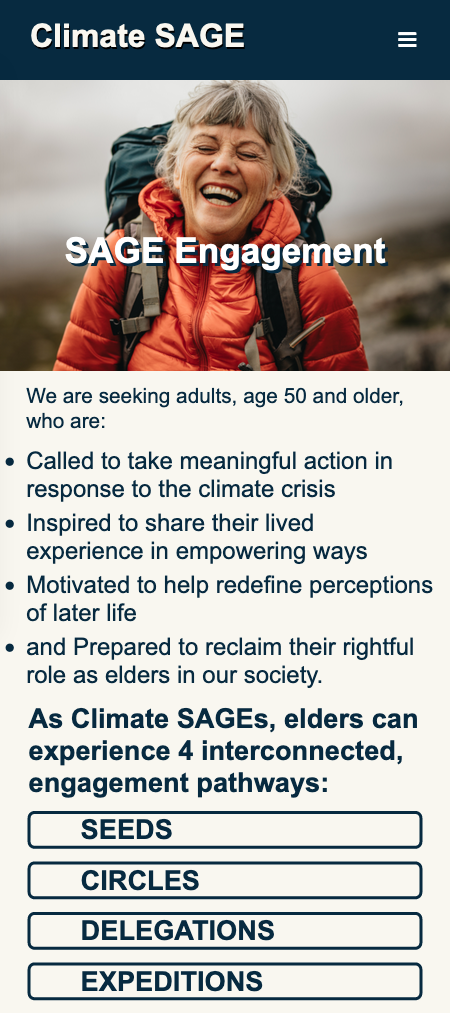 Climate SAGE
SAGE Engagement
We are seeking adults, age 50 and older,
who are:
• Called to take meaningful action in
response to the climate crisis
• Inspired to share their lived
experience in empowering ways
• Motivated to help redefine perceptions
of later life
• and Prepared to reclaim their rightful
role as elders in our society.
As Climate SAGEs, elders can
experience 4 interconnected,
engagement pathways:
SEEDS
CIRCLES
DELEGATIONS
EXPEDITIONS